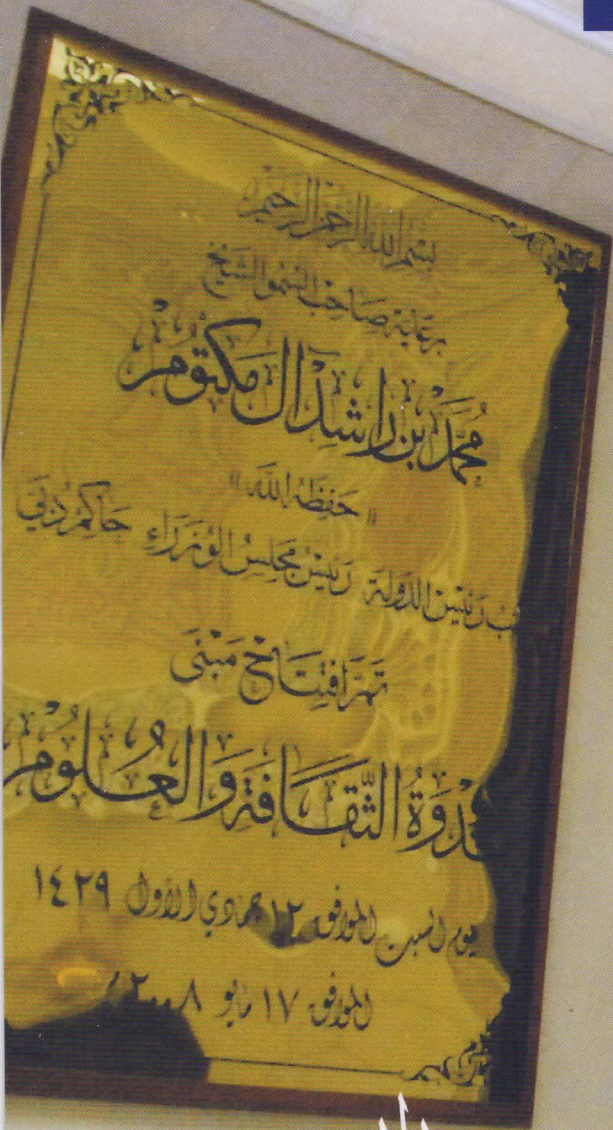 بسم الله الرحمن الرحيم
برعاية صاحب السمو الشيخ
محمد بن راشد آل مكتوم
"حفظه الله"
ب رئيس الدولة رئيس مجلس الوزراء حاكم دبي
تم افتتاح مبنى
ندوة الثقافة والعلوم
يوم السبت الموافق ١٢ جمادي الأول ١٤٢٩
الموافق ١٧ مايو ٢٠٠٨م